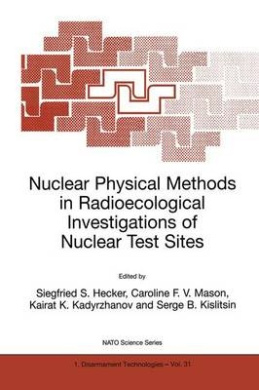 Nuclear Physical Methods
in Radioecological
Investigations of
Nuclear Test Sites
Edited by
Siegfried S. Hecker, Caroline F. V. Mason,
Kairat K. Kadyrzhanov and Serge B. Kislitsin
NATO Science Series
1. Disarmament Technologies – Vol. 31